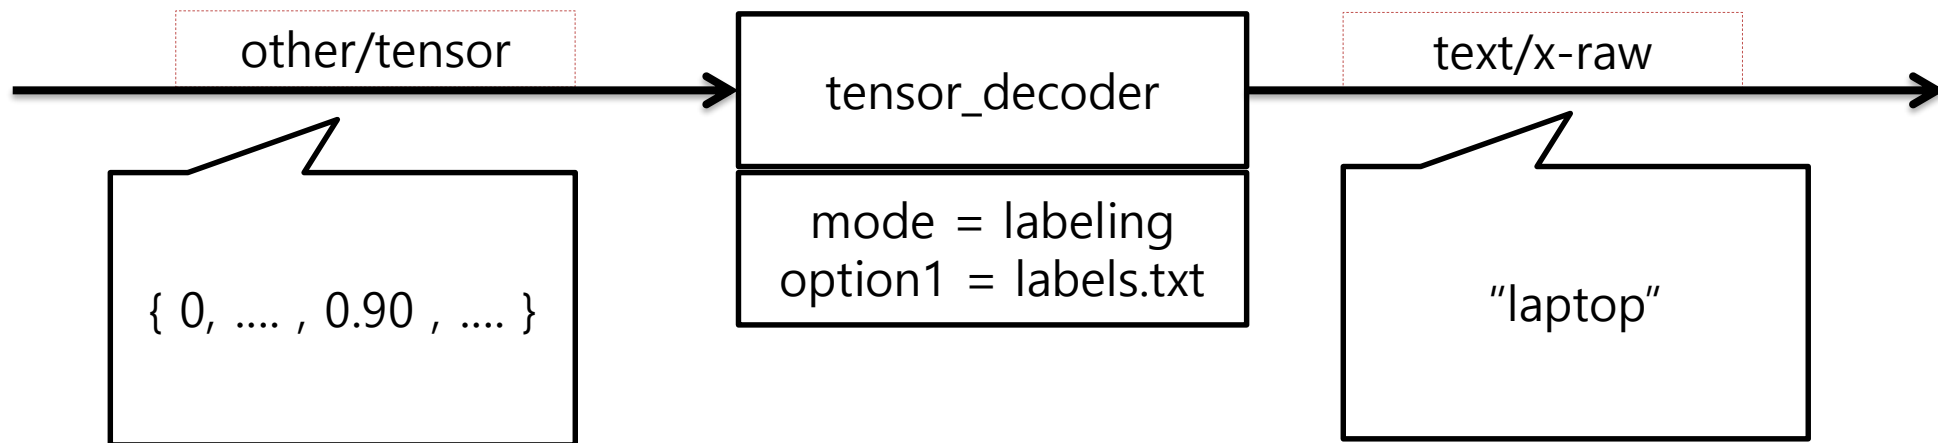 other/tensor
tensor_decoder
text/x-raw
mode = labeling
option1 = labels.txt
{ 0, .... , 0.90 , .... }
"laptop"